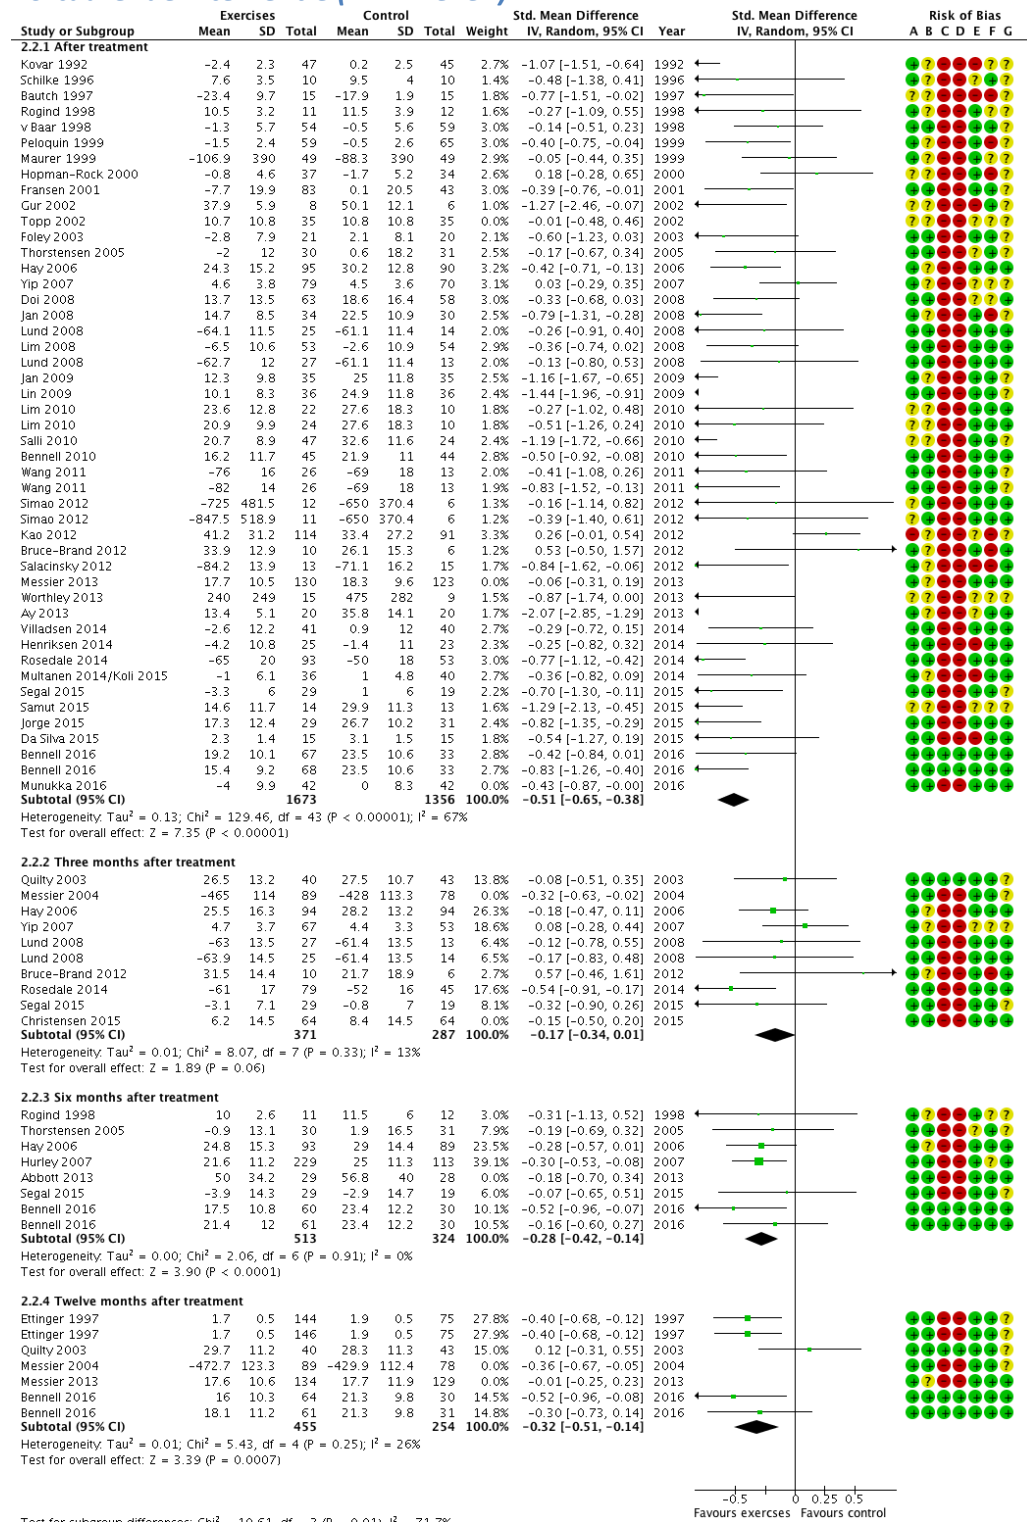 Exercises Control Std. Mean Difference Std. Mean Difference Risk of Bias
Study or Subgroup Mean SD Total Mean SD Total Weight IV, Random, 95% CI Year IV, Random, 95% CI A B C D E F G
2.2.1 After treatment
Kovar 1992 −2.4 2.3 47 0.2 2.5 45 2.7% −1.07 [−1.51, −0.64] 1992
Schilke 1996 7.6 3.5 10 9.5 4 10 1.4% −0.48 [−1.38, 0.41] 1996
Bautch 1997 −23.4 9.7 15 −17.9 1.9 15 1.8% −0.77 [−1.51, −0.02] 1997
Rogind 1998 10.5 3.2 11 11.5 3.9 12 1.6% −0.27 [−1.09, 0.55] 1998
v Baar 1998 −1.3 5.7 54 −0.5 5.6 59 3.0% −0.14 [−0.51, 0.23] 1998
Peloquin 1999 −1.5 2.4 59 −0.5 2.6 65 3.0% −0.40 [−0.75, −0.04] 1999
Maurer 1999 −106.9 390 49 −88.3 390 49 2.9% −0.05 [−0.44, 0.35] 1999
Hopman−Rock 2000 −0.8 4.6 37 −1.7 5.2 34 2.6% 0.18 [−0.28, 0.65] 2000
Fransen 2001 −7.7 19.9 83 0.1 20.5 43 2.9% −0.39 [−0.76, −0.01] 2001
Gur 2002 37.9 5.9 8 50.1 12.1 6 1.0% −1.27 [−2.46, −0.07] 2002
Topp 2002 10.7 10.8 35 10.8 10.8 35 0.0% −0.01 [−0.48, 0.46] 2002
Foley 2003 −2.8 7.9 21 2.1 8.1 20 2.1% −0.60 [−1.23, 0.03] 2003
Thorstensen 2005 −2 12 30 0.6 18.2 31 2.5% −0.17 [−0.67, 0.34] 2005
Hay 2006 24.3 15.2 95 30.2 12.8 90 3.2% −0.42 [−0.71, −0.13] 2006
Yip 2007 4.6 3.8 79 4.5 3.6 70 3.1% 0.03 [−0.29, 0.35] 2007
Doi 2008 13.7 13.5 63 18.6 16.4 58 3.0% −0.33 [−0.68, 0.03] 2008
Jan 2008 14.7 8.5 34 22.5 10.9 30 2.5% −0.79 [−1.31, −0.28] 2008
Lund 2008 −64.1 11.5 25 −61.1 11.4 14 2.0% −0.26 [−0.91, 0.40] 2008
Lim 2008 −6.5 10.6 53 −2.6 10.9 54 2.9% −0.36 [−0.74, 0.02] 2008
Lund 2008 −62.7 12 27 −61.1 11.4 13 2.0% −0.13 [−0.80, 0.53] 2008
Jan 2009 12.3 9.8 35 25 11.8 35 2.5% −1.16 [−1.67, −0.65] 2009
Lin 2009 10.1 8.3 36 24.9 11.8 36 2.4% −1.44 [−1.96, −0.91] 2009
Lim 2010 23.6 12.8 22 27.6 18.3 10 1.8% −0.27 [−1.02, 0.48] 2010
Lim 2010 20.9 9.9 24 27.6 18.3 10 1.8% −0.51 [−1.26, 0.24] 2010
Salli 2010 20.7 8.9 47 32.6 11.6 24 2.4% −1.19 [−1.72, −0.66] 2010
Bennell 2010 16.2 11.7 45 21.9 11 44 2.8% −0.50 [−0.92, −0.08] 2010
Wang 2011 −76 16 26 −69 18 13 2.0% −0.41 [−1.08, 0.26] 2011
Wang 2011 −82 14 26 −69 18 13 1.9% −0.83 [−1.52, −0.13] 2011
Simao 2012 −725 481.5 12 −650 370.4 6 1.3% −0.16 [−1.14, 0.82] 2012
Simao 2012 −847.5 518.9 11 −650 370.4 6 1.2% −0.39 [−1.40, 0.61] 2012
Kao 2012 41.2 31.2 114 33.4 27.2 91 3.2% 0.26 [−0.01, 0.54] 2012
Bruce−Brand 2012 33.9 12.9 10 26.1 15.3 6 1.2% 0.53 [−0.50, 1.57] 2012
Salacinsky 2012 −84.2 13.9 13 −71.1 16.2 15 1.7% −0.84 [−1.62, −0.06] 2012
Messier 2013 17.7 10.5 130 18.3 9.6 123 0.0% −0.06 [−0.31, 0.19] 2013
Worthley 2013 240 249 15 475 282 9 1.5% −0.87 [−1.74, 0.00] 2013
Ay 2013 13.4 5.1 20 35.8 14.1 20 1.7% −2.07 [−2.85, −1.29] 2013
Villadsen 2014 −2.6 12.2 41 0.9 12 40 2.7% −0.29 [−0.72, 0.15] 2014
Henriksen 2014 −4.2 10.8 25 −1.4 11 23 2.3% −0.25 [−0.82, 0.32] 2014
Rosedale 2014 −65 20 93 −50 18 53 3.0% −0.77 [−1.12, −0.42] 2014
Multanen 2014/Koli 2015 −1 6.1 36 1 4.8 40 2.7% −0.36 [−0.82, 0.09] 2014
Segal 2015 −3.3 6 29 1 6 19 2.2% −0.70 [−1.30, −0.11] 2015
Samut 2015 14.6 11.7 14 29.9 11.3 13 1.6% −1.29 [−2.13, −0.45] 2015
Jorge 2015 17.3 12.4 29 26.7 10.2 31 2.4% −0.82 [−1.35, −0.29] 2015
Da Silva 2015 2.3 1.4 15 3.1 1.5 15 1.8% −0.54 [−1.27, 0.19] 2015
Bennell 2016 19.2 10.1 67 23.5 10.6 33 2.8% −0.42 [−0.84, 0.01] 2016
Bennell 2016 15.4 9.2 68 23.5 10.6 33 2.7% −0.83 [−1.26, −0.40] 2016
Munukka 2016 −4 9.9 42 0 8.3 42 0.0% −0.43 [−0.87, −0.00] 2016
Subtotal (95% CI) 1673 1356 100.0% −0.51 [−0.65, −0.38]
Heterogeneity: Tau² = 0.13; Chi² = 129.46, df = 43 (P < 0.00001); I² = 67%
Test for overall effect: Z = 7.35 (P < 0.00001)
2.2.2 Three months after treatment
Quilty 2003 26.5 13.2 40 27.5 10.7 43 13.8% −0.08 [−0.51, 0.35] 2003
Messier 2004 −465 114 89 −428 113.3 78 0.0% −0.32 [−0.63, −0.02] 2004
Hay 2006 25.5 16.3 94 28.2 13.2 94 26.3% −0.18 [−0.47, 0.11] 2006
Yip 2007 4.7 3.7 67 4.4 3.3 53 18.6% 0.08 [−0.28, 0.44] 2007
Lund 2008 −63 13.5 27 −61.4 13.5 13 6.4% −0.12 [−0.78, 0.55] 2008
Lund 2008 −63.9 14.5 25 −61.4 13.5 14 6.5% −0.17 [−0.83, 0.48] 2008
Bruce−Brand 2012 31.5 14.4 10 21.7 18.9 6 2.7% 0.57 [−0.46, 1.61] 2012
Rosedale 2014 −61 17 79 −52 16 45 17.6% −0.54 [−0.91, −0.17] 2014
Segal 2015 −3.1 7.1 29 −0.8 7 19 8.1% −0.32 [−0.90, 0.26] 2015
Christensen 2015 6.2 14.5 64 8.4 14.5 64 0.0% −0.15 [−0.50, 0.20] 2015
Subtotal (95% CI) 371 287 100.0% −0.17 [−0.34, 0.01]
Heterogeneity: Tau² = 0.01; Chi² = 8.07, df = 7 (P = 0.33); I² = 13%
Test for overall effect: Z = 1.89 (P = 0.06)
2.2.3 Six months after treatment
Rogind 1998 10 2.6 11 11.5 6 12 3.0% −0.31 [−1.13, 0.52] 1998
Thorstensen 2005 −0.9 13.1 30 1.9 16.5 31 7.9% −0.19 [−0.69, 0.32] 2005
Hay 2006 24.8 15.3 93 29 14.4 89 23.5% −0.28 [−0.57, 0.01] 2006
Hurley 2007 21.6 11.2 229 25 11.3 113 39.1% −0.30 [−0.53, −0.08] 2007
Abbott 2013 50 34.2 29 56.8 40 28 0.0% −0.18 [−0.70, 0.34] 2013
Segal 2015 −3.9 14.3 29 −2.9 14.7 19 6.0% −0.07 [−0.65, 0.51] 2015
Bennell 2016 17.5 10.8 60 23.4 12.2 30 10.1% −0.52 [−0.96, −0.07] 2016
Bennell 2016 21.4 12 61 23.4 12.2 30 10.5% −0.16 [−0.60, 0.27] 2016
Subtotal (95% CI) 513 324 100.0% −0.28 [−0.42, −0.14]
Heterogeneity: Tau² = 0.00; Chi² = 2.06, df = 6 (P = 0.91); I² = 0%
Test for overall effect: Z = 3.90 (P < 0.0001)
2.2.4 Twelve months after treatment
Ettinger 1997 1.7 0.5 144 1.9 0.5 75 27.8% −0.40 [−0.68, −0.12] 1997
Ettinger 1997 1.7 0.5 146 1.9 0.5 75 27.9% −0.40 [−0.68, −0.12] 1997
Quilty 2003 29.7 11.2 40 28.3 11.3 43 15.0% 0.12 [−0.31, 0.55] 2003
Messier 2004 −472.7 123.3 89 −429.9 112.4 78 0.0% −0.36 [−0.67, −0.05] 2004
Messier 2013 17.6 10.6 134 17.7 11.9 129 0.0% −0.01 [−0.25, 0.23] 2013
Bennell 2016 16 10.3 64 21.3 9.8 30 14.5% −0.52 [−0.96, −0.08] 2016
Bennell 2016 18.1 11.2 61 21.3 9.8 31 14.8% −0.30 [−0.73, 0.14] 2016
Subtotal (95% CI) 455 254 100.0% −0.32 [−0.51, −0.14]
Heterogeneity: Tau² = 0.01; Chi² = 5.43, df = 4 (P = 0.25); I² = 26%
Test for overall effect: Z = 3.39 (P = 0.0007)
−0.5 0 0.25 0.5
Favours exercses Favours control
Test for subgroup differences: Chi² = 10.61, df = 3 (P = 0.01), I² = 71.7%